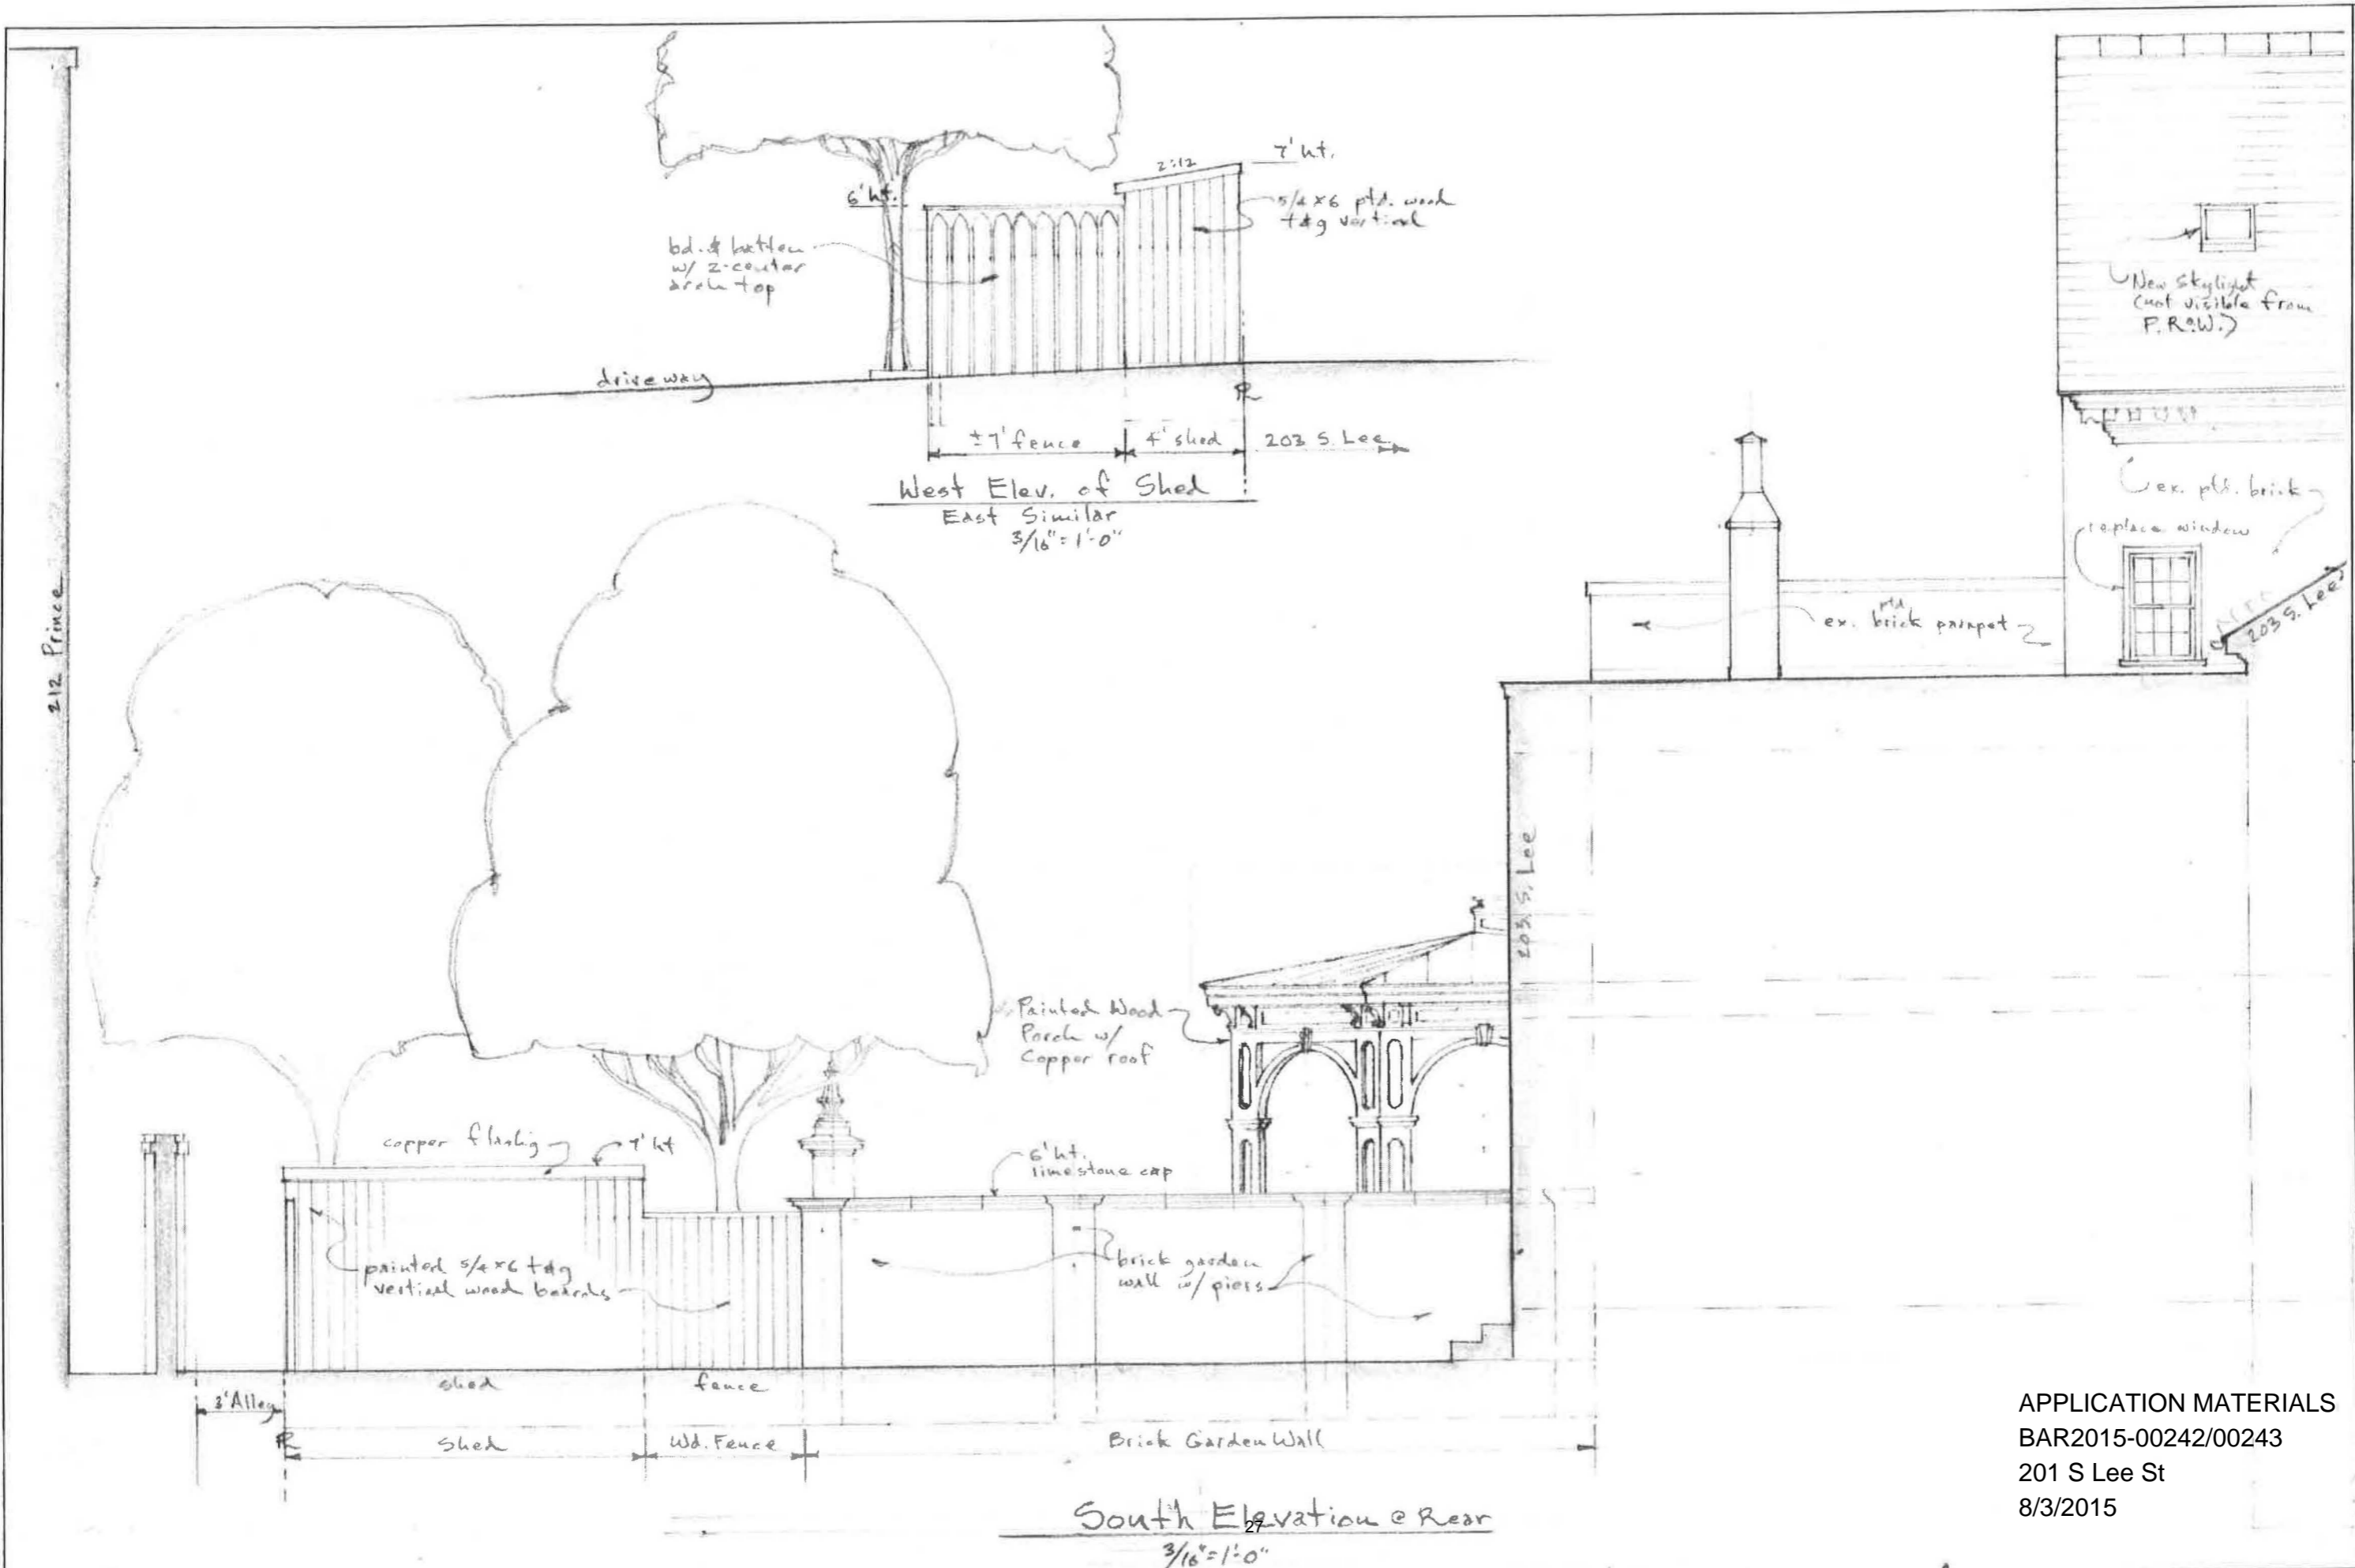 2:12
7' ht.
6' ht.
5/4 x 6 ptd. wood
t&g vertical
bd. & batten
w/ 2-center
arch top
New Skylight
(not visible from
P.R.O.W.)
driveway
PL
±7' fence
4' shed
203 S. Lee
West Elev. of Shed
East Similar
3/16" = 1'-0"
ex. ptd. brick
replace window
212 Prince
ptd
ex. brick parapet
203 S. Lee
203 S. Lee
Painted Wood
Porch w/
Copper roof
copper flashing
7' ht
6' ht.
limestone cap
painted 5/4 x 6 t&g
vertical wood boards
brick garden
wall w/ piers
shed
fence
3' Alley
PL
Shed
Wd. Fence
Brick Garden Wall
South Elevation @ Rear
27
3/16" = 1'-0"
APPLICATION MATERIALS
BAR2015-00242/00243
201 S Lee St
8/3/2015